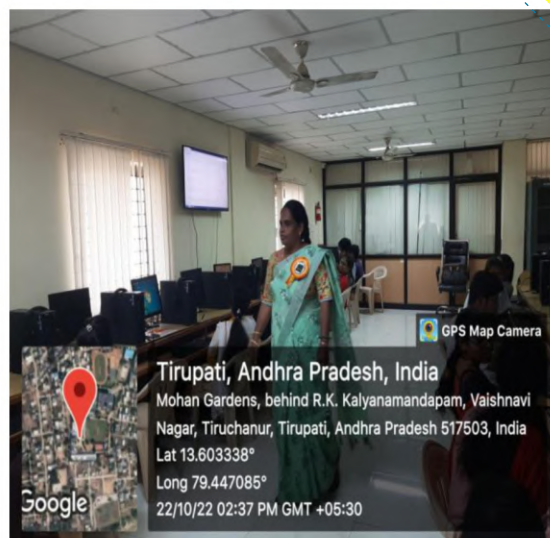 GPS Map Camera
Tirupati, Andhra Pradesh, India
Mohan Gardens, behind R.K. Kalyanamandapam, Vaishnavi
Nagar, Tiruchanur, Tirupati, Andhra Pradesh 517503, India
Lat 13.603338°
Long 79.447085°
22/10/22 02:37 PM GMT +05:30
Google